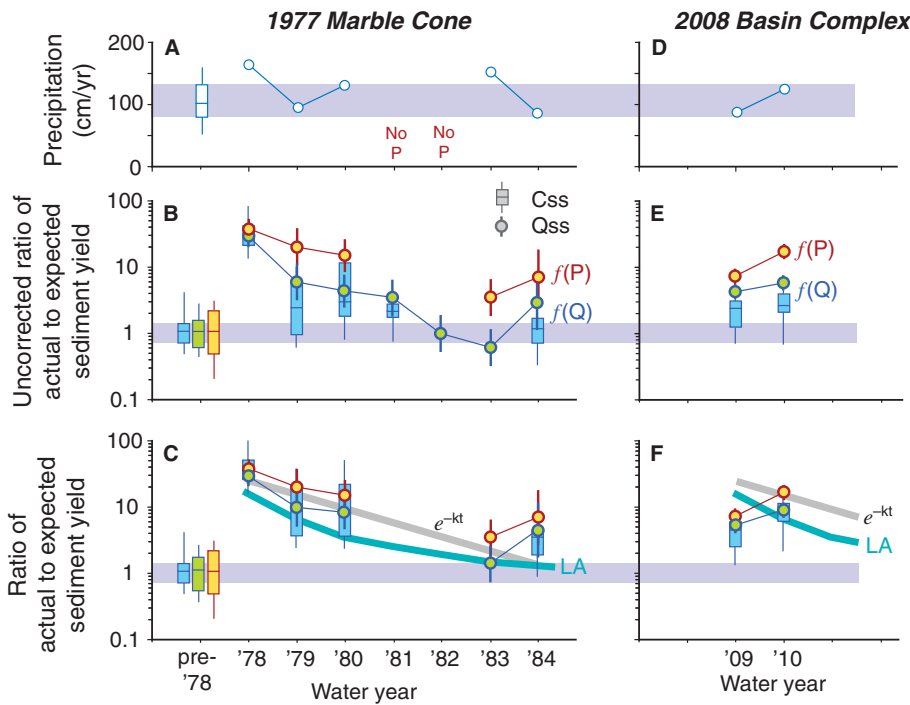 1977 Marble Cone
2008 Basin Complex
A
D
Precipitation
(cm/yr)
200
100
0
No
P
No
P
B
E
Uncorrected ratio of
actual to expected
sediment yield
100
10
1
0.1
Css
Qss
f(P)
f(Q)
f(P)
f(Q)
C
F
Ratio of
actual to expected
sediment yield
100
10
1
0.1
e–kt
LA
e–kt
LA
pre-
’78
’78 ’79 ’80 ’81 ’82 ’83 ’84
Water year
’09 ’10
Water year